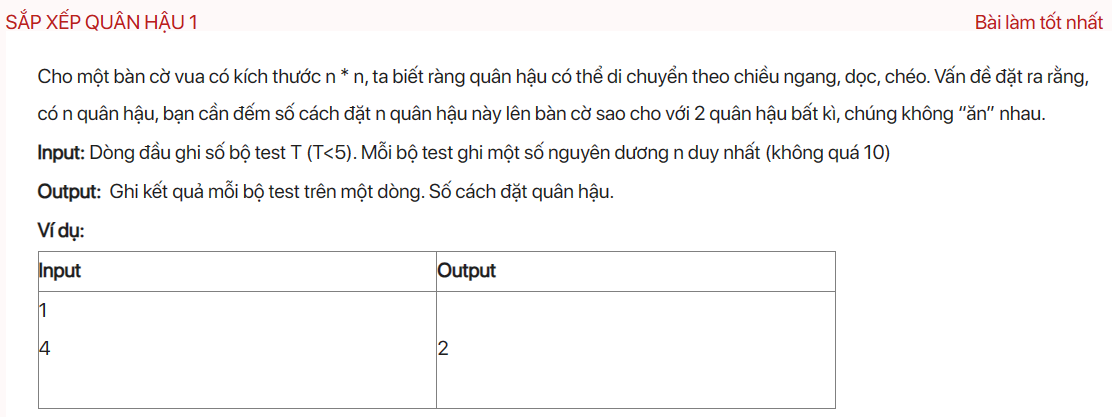 SẮP XẾP QUÂN HẬU 1
Bài làm tốt nhất
Cho một bàn cờ vua có kích thước n * n, ta biết ràng quân hậu có thể di chuyển theo chiều ngang, dọc, chéo. Vấn đề đặt ra rằng,
có n quân hậu, bạn cần đếm số cách đặt n quân hậu này lên bàn cờ sao cho với 2 quân hậu bất kì, chúng không “ăn” nhau.
Input: Dòng đầu ghi số bộ test T (T<5). Mỗi bộ test ghi một số nguyên dương n duy nhất (không quá 10)
Output: Ghi kết quả mỗi bộ test trên một dòng. Số cách đặt quân hậu.
Ví dụ:
Input
Output
1
4
2